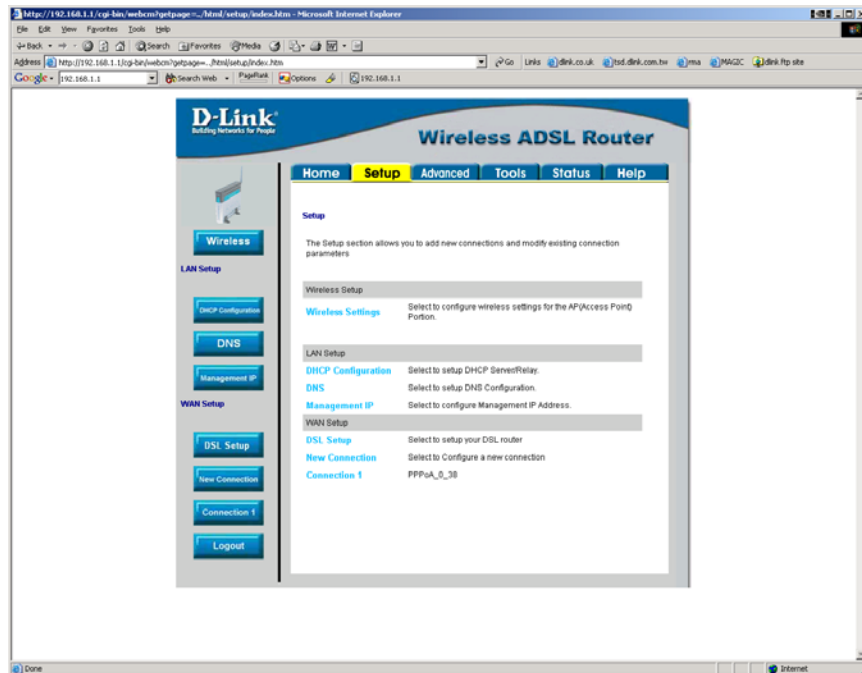 http://192.168.1.1/cgi-bin/webcm?getpage=../html/setup/index.htm - Microsoft Internet Explorer
File Edit View Favorites Tools Help
Back Search Favorites Media
Address http://192.168.1.1/cgi-bin/webcm?getpage=../html/setup/index.htm Go Links dlink.co.uk tsd.dlink.com.tw rma MAGIC dlink ftp site
Google 192.168.1.1 Search Web PageRank Options 192.168.1.1
D-Link
Building Networks for People
Wireless ADSL Router
Home Setup Advanced Tools Status Help
Setup
The Setup section allows you to add new connections and modify existing connection
parameters
Wireless
LAN Setup
DHCP Configuration
DNS
Management IP
WAN Setup
DSL Setup
New Connection
Connection 1
Logout
Wireless Setup
Wireless Settings Select to configure wireless settings for the AP(Access Point)
Portion.
LAN Setup
DHCP Configuration Select to setup DHCP Server/Relay.
DNS Select to setup DNS Configuration.
Management IP Select to configure Management IP Address.
WAN Setup
DSL Setup Select to setup your DSL router
New Connection Select to Configure a new connection
Connection 1 PPPoA_0_38
Done Internet